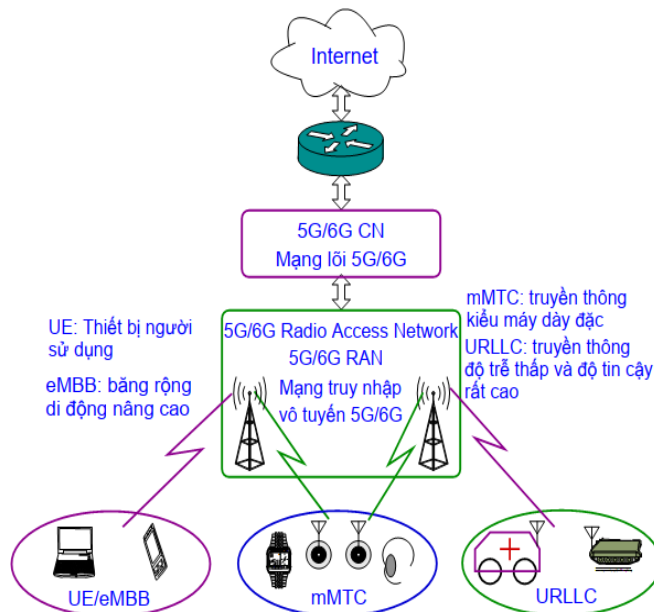 Internet
5G/6G CN
Mạng lõi 5G/6G
UE: Thiết bị người
sử dụng
eMBB: băng rộng
di động nâng cao
5G/6G Radio Access Network
5G/6G RAN
Mạng truy nhập
vô tuyến 5G/6G
mMTC: truyền thông
kiểu máy dày đặc
URLLC: truyền thông
độ trễ thấp và độ tin cậy
rất cao
UE/eMBB
mMTC
URLLC